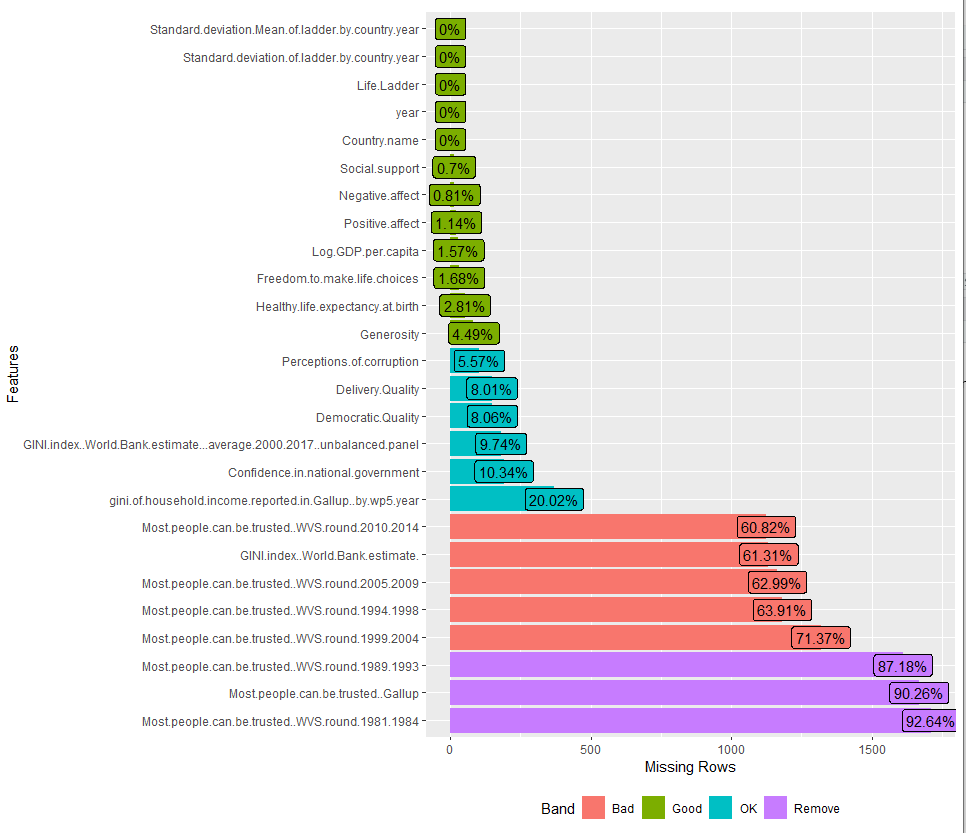 Standard.deviation.Mean.of.ladder.by.country.year 0%
Standard.deviation.of.ladder.by.country.year 0%
Life.Ladder 0%
year 0%
Country.name 0%
Social.support 0.7%
Negative.affect 0.81%
Positive.affect 1.14%
Log.GDP.per.capita 1.57%
Freedom.to.make.life.choices 1.68%
Healthy.life.expectancy.at.birth 2.81%
Generosity 4.49%
Features
Perceptions.of.corruption 5.57%
Delivery.Quality 8.01%
Democratic.Quality 8.06%
GINI.index..World.Bank.estimate...average.2000.2017..unbalanced.panel 9.74%
Confidence.in.national.government 10.34%
gini.of.household.income.reported.in.Gallup..by.wp5.year 20.02%
Most.people.can.be.trusted..WVS.round.2010.2014 60.82%
GINI.index..World.Bank.estimate. 61.31%
Most.people.can.be.trusted..WVS.round.2005.2009 62.99%
Most.people.can.be.trusted..WVS.round.1994.1998 63.91%
Most.people.can.be.trusted..WVS.round.1999.2004 71.37%
Most.people.can.be.trusted..WVS.round.1989.1993 87.18%
Most.people.can.be.trusted..Gallup 90.26%
Most.people.can.be.trusted..WVS.round.1981.1984 92.64%
0 500 1000 1500
Missing Rows
Band Bad Good OK Remove